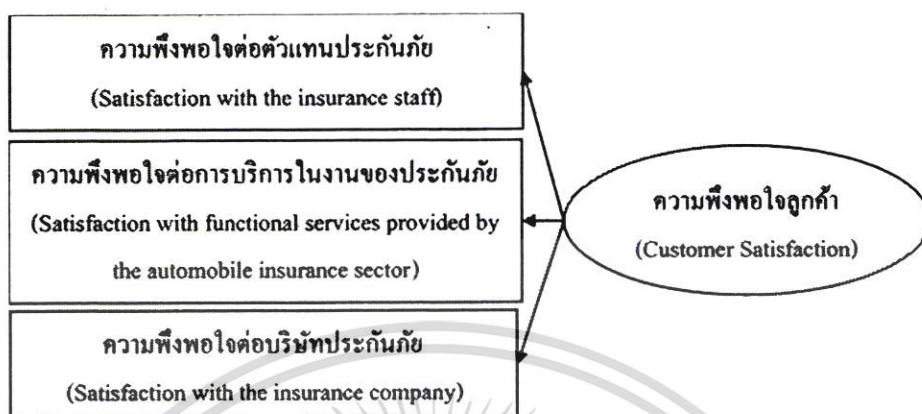 ความพึงพอใจต่อตัวแทนประกันภัย
(Satisfaction with the insurance staff)
ความพึงพอใจต่อการบริการในงานของประกันภัย
(Satisfaction with functional services provided by
the automobile insurance sector)
ความพึงพอใจต่อบริษัทประกันภัย
(Satisfaction with the insurance company)
ความพึงพอใจลูกค้า
(Customer Satisfaction)